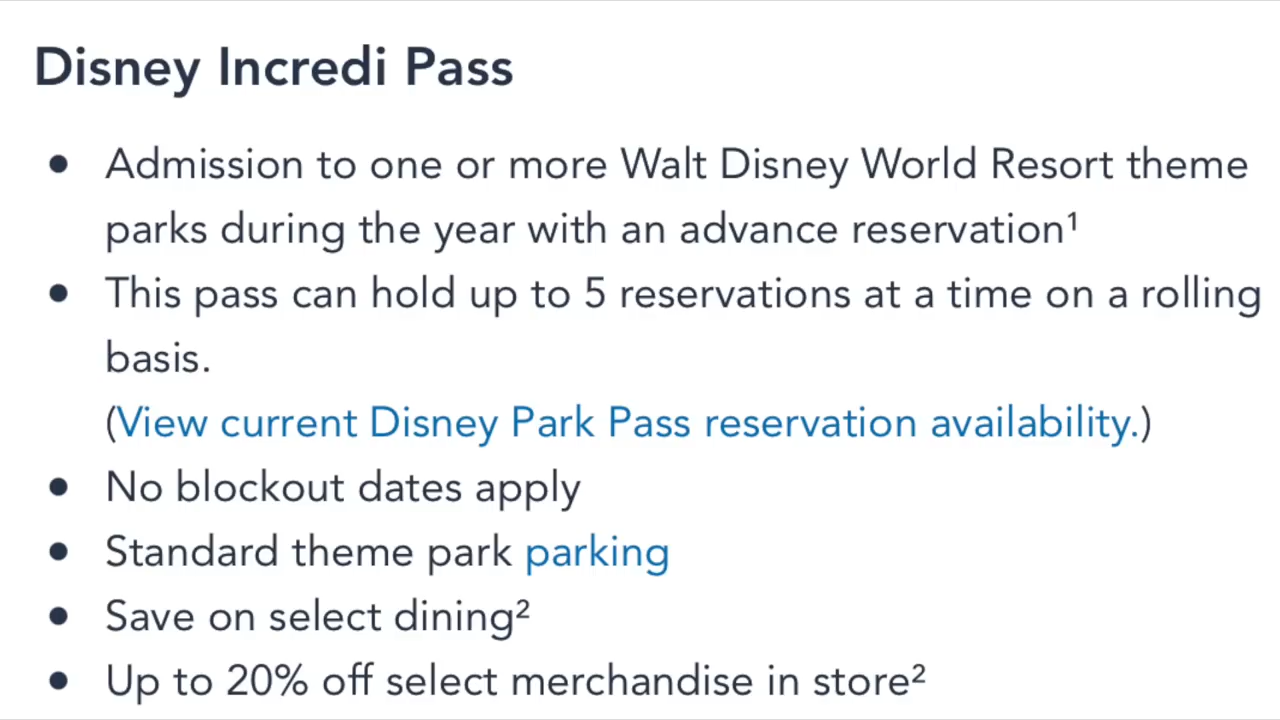 Disney Incredi Pass
● Admission to one or more Walt Disney World Resort theme
parks during the year with an advance reservation¹
● This pass can hold up to 5 reservations at a time on a rolling
basis.
(View current Disney Park Pass reservation availability.)
● No blockout dates apply
● Standard theme park parking
● Save on select dining²
● Up to 20% off select merchandise in store²